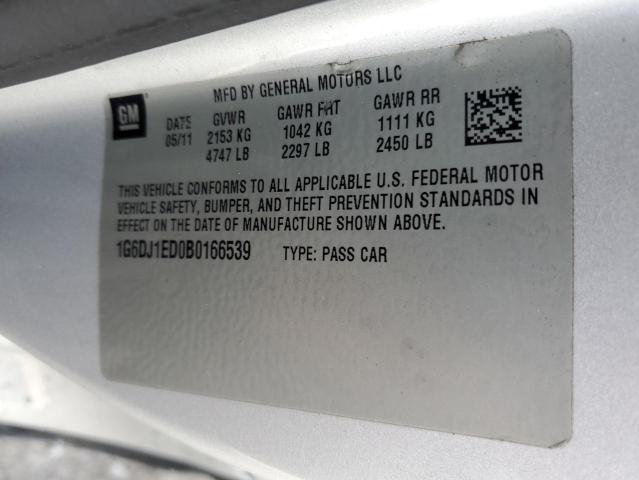 MFD BY GENERAL MOTORS LLC
GM
DATE GVWR GAWR FRT GAWR RR
05/11 2153 KG 1042 KG 1111 KG
4747 LB 2297 LB 2450 LB
THIS VEHICLE CONFORMS TO ALL APPLICABLE U.S. FEDERAL MOTOR
VEHICLE SAFETY, BUMPER, AND THEFT PREVENTION STANDARDS IN
EFFECT ON THE DATE OF MANUFACTURE SHOWN ABOVE.
1G6DJ1ED0B0166539 TYPE: PASS CAR